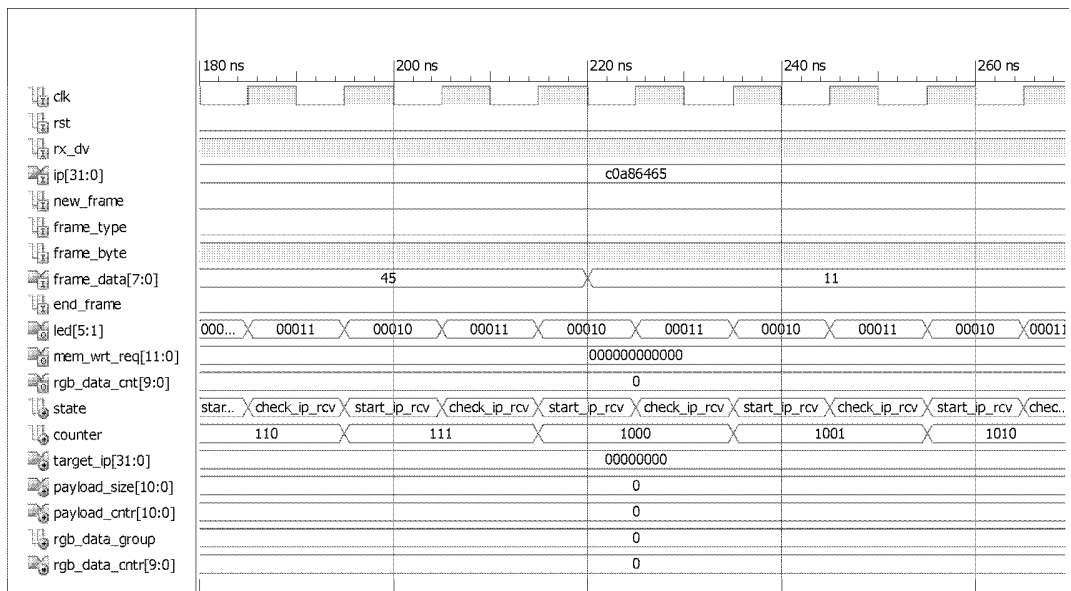 180 ns 200 ns 220 ns 240 ns 260 ns
clk
rst
rx_dv
ip[31:0] c0a86465
new_frame
frame_type
frame_byte
frame_data[7:0] 45 11
end_frame
led[5:1] 000... 00011 00010 00011 00010 00011 00010 00011 00010 00011
mem_wrt_req[11:0] 000000000000
rgb_data_cnt[9:0] 0
state star... check_ip_rcv start_ip_rcv check_ip_rcv start_ip_rcv check_ip_rcv start_ip_rcv check_ip_rcv start_ip_rcv chec...
counter 110 111 1000 1001 1010
target_ip[31:0] 00000000
payload_size[10:0] 0
payload_cntr[10:0] 0
rgb_data_group 0
rgb_data_cntr[9:0] 0